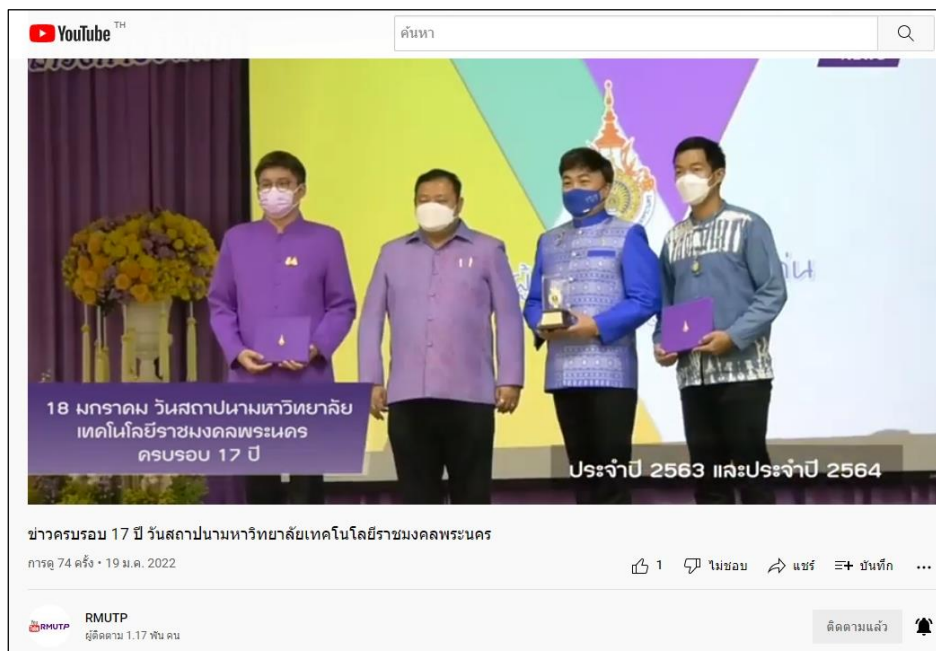 YouTube TH
ค้นหา
18 มกราคม วันสถาปนามหาวิทยาลัย
เทคโนโลยีราชมงคลพระนคร
ครบรอบ 17 ปี
ประจำปี 2563 และประจำปี 2564
ข่าวครบรอบ 17 ปี วันสถาปนามหาวิทยาลัยเทคโนโลยีราชมงคลพระนคร
การดู 74 ครั้ง • 19 ม.ค. 2022
1 ไม่ชอบ แชร์ บันทึก ...
RMUTP
RMUTP
ผู้ติดตาม 1.17 พัน คน
ติดตามแล้ว